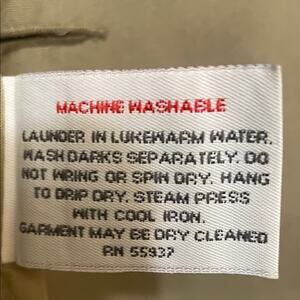 MACHINE WASHABLE
LAUNDER IN LUKEWARM WATER.
WASH DARKS SEPARATELY. DO
NOT WRING OR SPIN DRY. HANG
TO DRIP DRY. STEAM PRESS
WITH COOL IRON.
GARMENT MAY BE DRY CLEANED
RN 55937